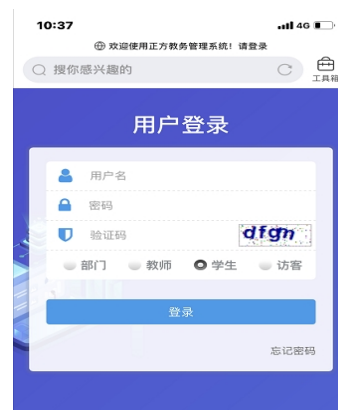 10:37 4G
欢迎使用正方教务管理系统！请登录
搜你感兴趣的
工具箱
用户登录
用户名
密码
验证码 dfgn
部门 教师 学生 访客
登录
忘记密码